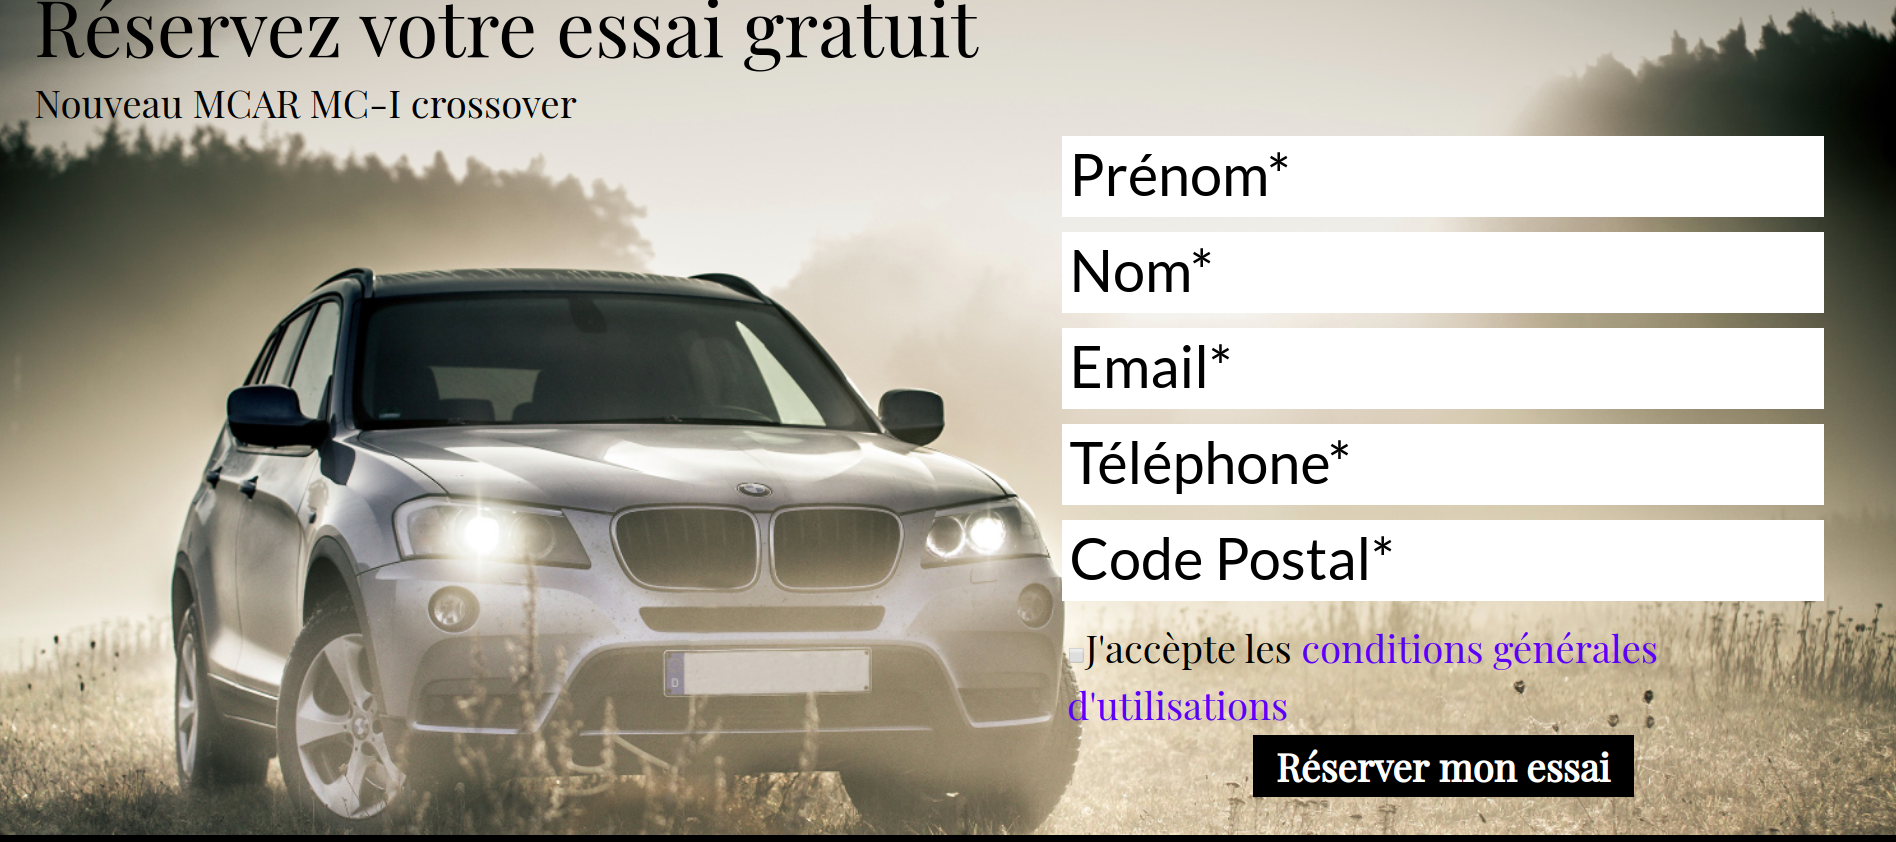 Réservez votre essai gratuit
Nouveau MCAR MC-I crossover
Prénom*
Nom*
Email*
Téléphone*
Code Postal*
J'accèpte les conditions générales
d'utilisations
Réserver mon essai
D